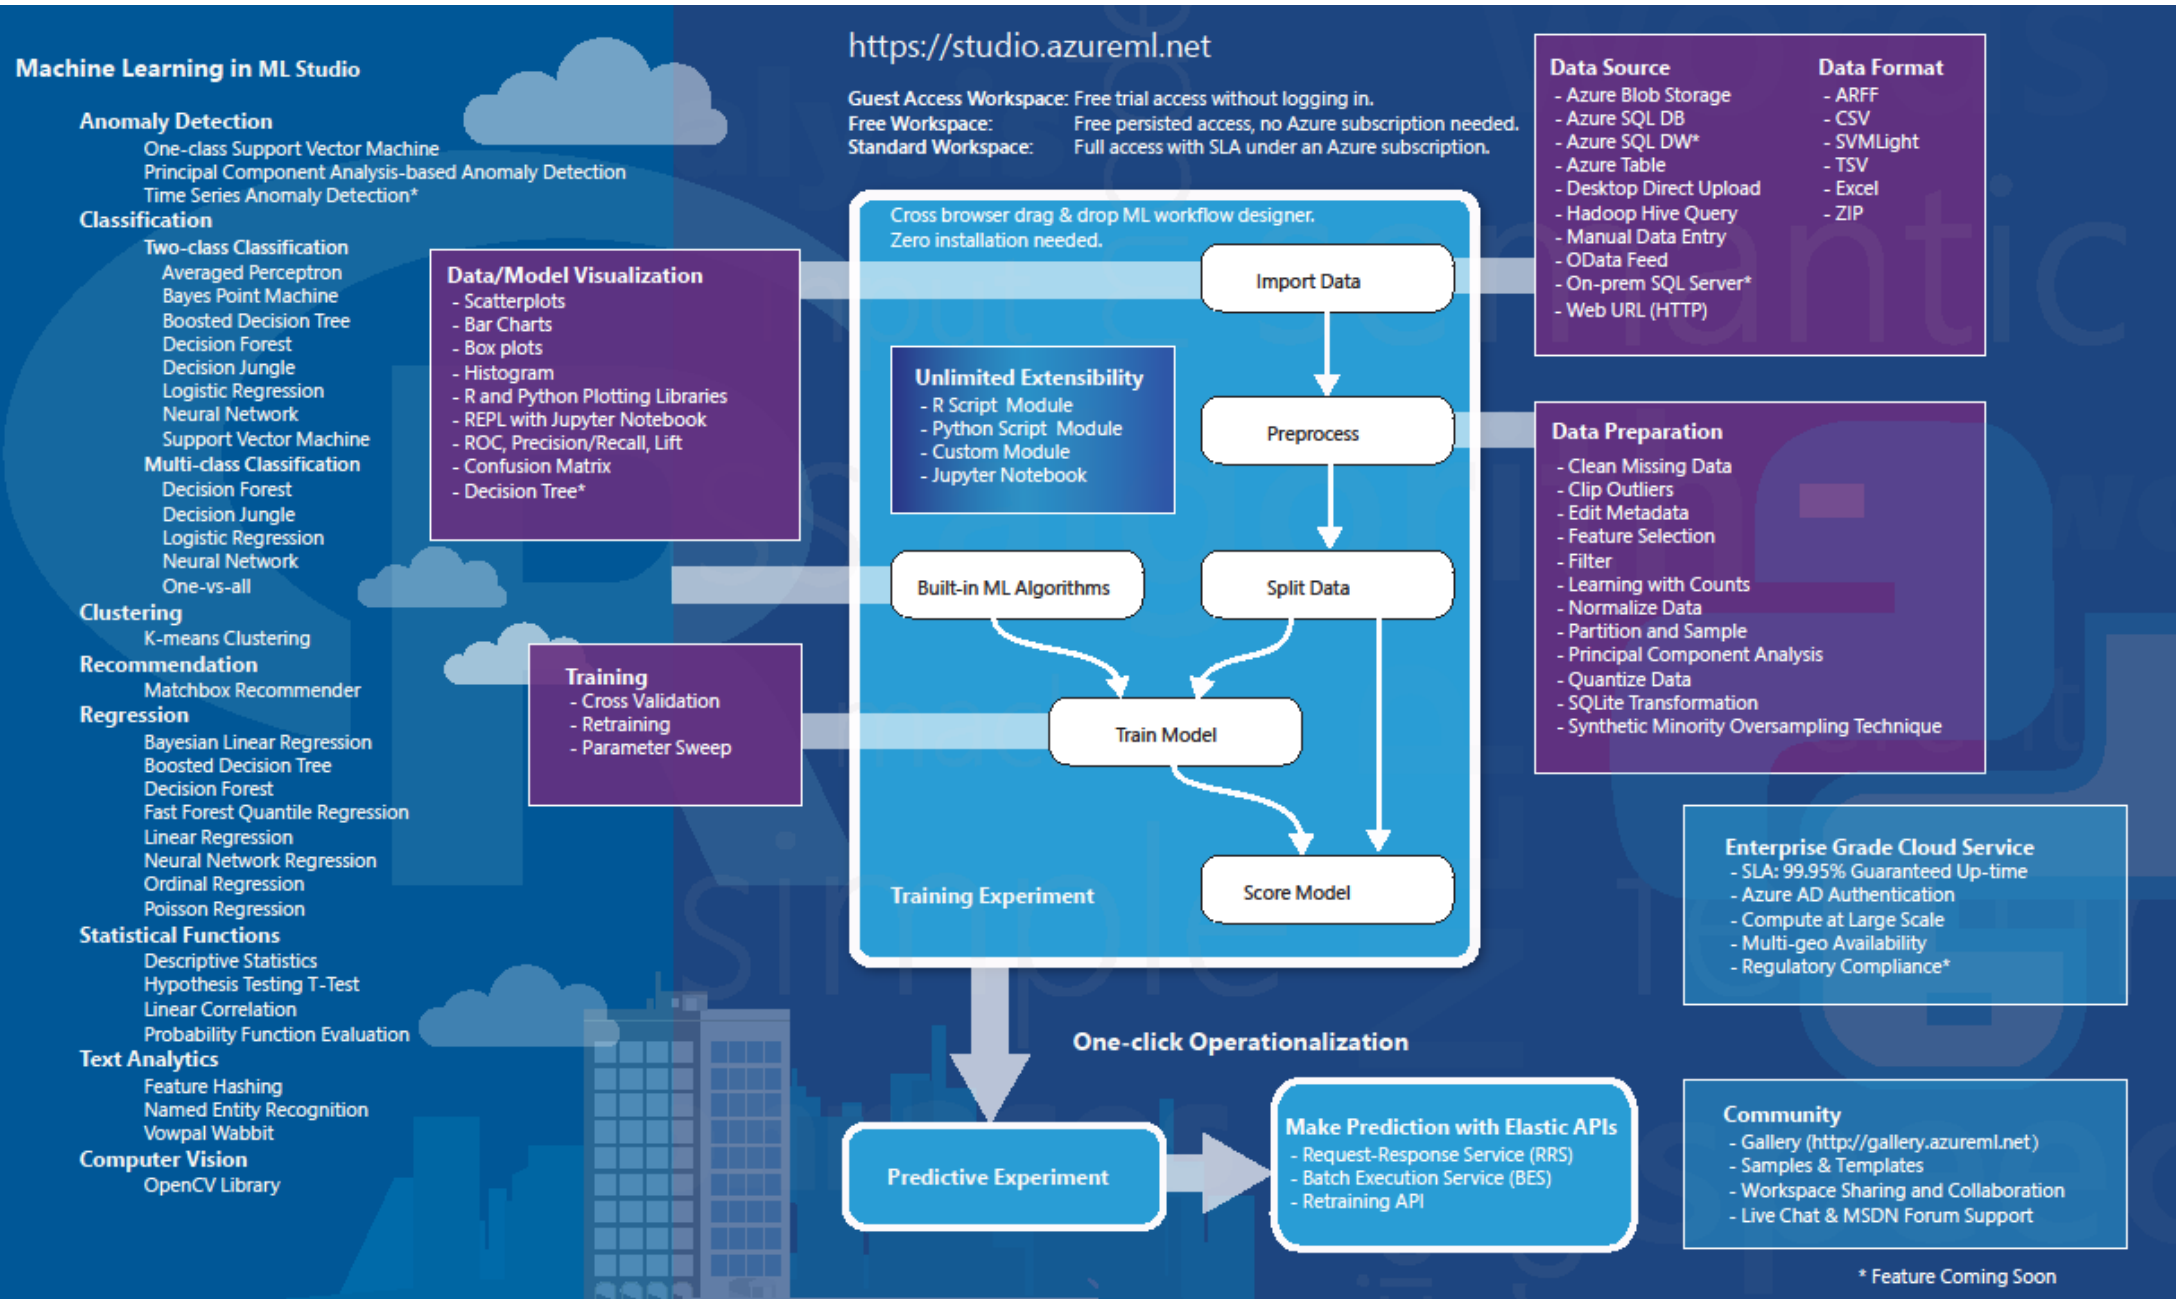 Machine Learning in ML Studio
Anomaly Detection
One-class Support Vector Machine
Principal Component Analysis-based Anomaly Detection
Time Series Anomaly Detection*
Classification
Two-class Classification
Averaged Perceptron
Bayes Point Machine
Boosted Decision Tree
Decision Forest
Decision Jungle
Logistic Regression
Neural Network
Support Vector Machine
Multi-class Classification
Decision Forest
Decision Jungle
Logistic Regression
Neural Network
One-vs-all
Clustering
K-means Clustering
Recommendation
Matchbox Recommender
Regression
Bayesian Linear Regression
Boosted Decision Tree
Decision Forest
Fast Forest Quantile Regression
Linear Regression
Neural Network Regression
Ordinal Regression
Poisson Regression
Statistical Functions
Descriptive Statistics
Hypothesis Testing T-Test
Linear Correlation
Probability Function Evaluation
Text Analytics
Feature Hashing
Named Entity Recognition
Vowpal Wabbit
Computer Vision
OpenCV Library
Data/Model Visualization
- Scatterplots
- Bar Charts
- Box plots
- Histogram
- R and Python Plotting Libraries
- REPL with Jupyter Notebook
- ROC, Precision/Recall, Lift
- Confusion Matrix
- Decision Tree*
Training
- Cross Validation
- Retraining
- Parameter Sweep
https://studio.azureml.net
Guest Access Workspace: Free trial access without logging in.
Free Workspace: Free persisted access, no Azure subscription needed.
Standard Workspace: Full access with SLA under an Azure subscription.
Cross browser drag & drop ML workflow designer.
Zero installation needed.
Import Data
Unlimited Extensibility
- R Script Module
- Python Script Module
- Custom Module
- Jupyter Notebook
Preprocess
Built-in ML Algorithms
Split Data
Train Model
Score Model
Training Experiment
One-click Operationalization
Predictive Experiment
Make Prediction with Elastic APIs
- Request-Response Service (RRS)
- Batch Execution Service (BES)
- Retraining API
Data Source
- Azure Blob Storage
- Azure SQL DB
- Azure SQL DW*
- Azure Table
- Desktop Direct Upload
- Hadoop Hive Query
- Manual Data Entry
- OData Feed
- On-prem SQL Server*
- Web URL (HTTP)
Data Format
- ARFF
- CSV
- SVMLight
- TSV
- Excel
- ZIP
Data Preparation
- Clean Missing Data
- Clip Outliers
- Edit Metadata
- Feature Selection
- Filter
- Learning with Counts
- Normalize Data
- Partition and Sample
- Principal Component Analysis
- Quantize Data
- SQLite Transformation
- Synthetic Minority Oversampling Technique
Enterprise Grade Cloud Service
- SLA: 99.95% Guaranteed Up-time
- Azure AD Authentication
- Compute at Large Scale
- Multi-geo Availability
- Regulatory Compliance*
Community
- Gallery (http://gallery.azureml.net)
- Samples & Templates
- Workspace Sharing and Collaboration
- Live Chat & MSDN Forum Support
* Feature Coming Soon
semantic
input
simple